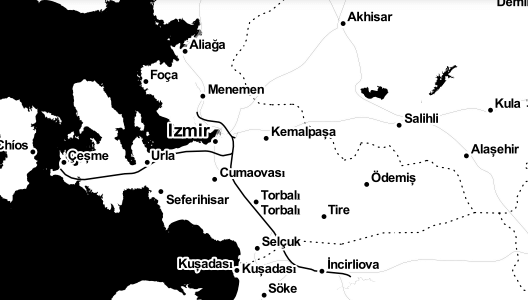 Demir
Akhisar
Aliağa
Foça
Menemen
Kula
Salihli
Izmir
Kemalpaşa
Chios
Çeşme
Urla
Alaşehir
Cumaovası
Ödemiş
Seferihisar
Torbalı
Torbalı
Tire
Selçuk
Kuşadası
Kuşadası
İncirliova
Söke